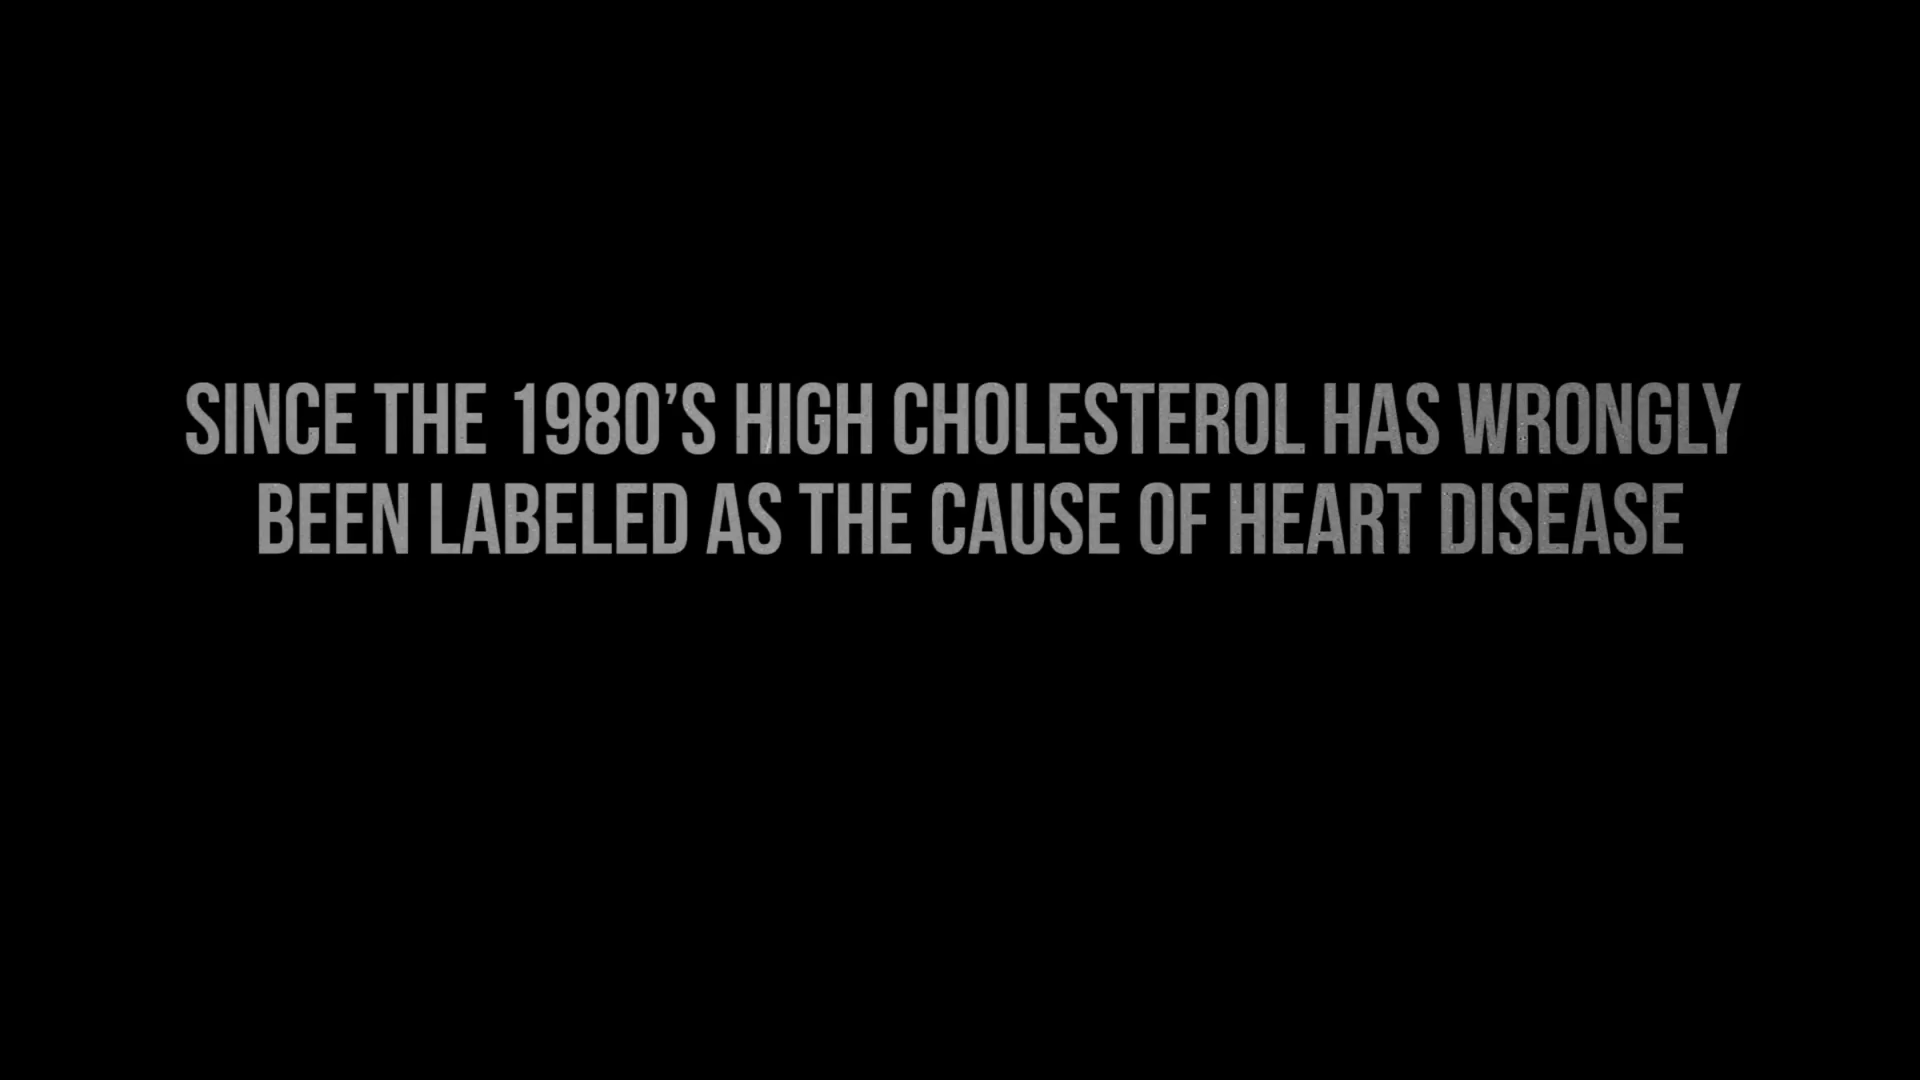 SINCE THE 1980'S HIGH CHOLESTEROL HAS WRONGLY
BEEN LABELED AS THE CAUSE OF HEART DISEASE